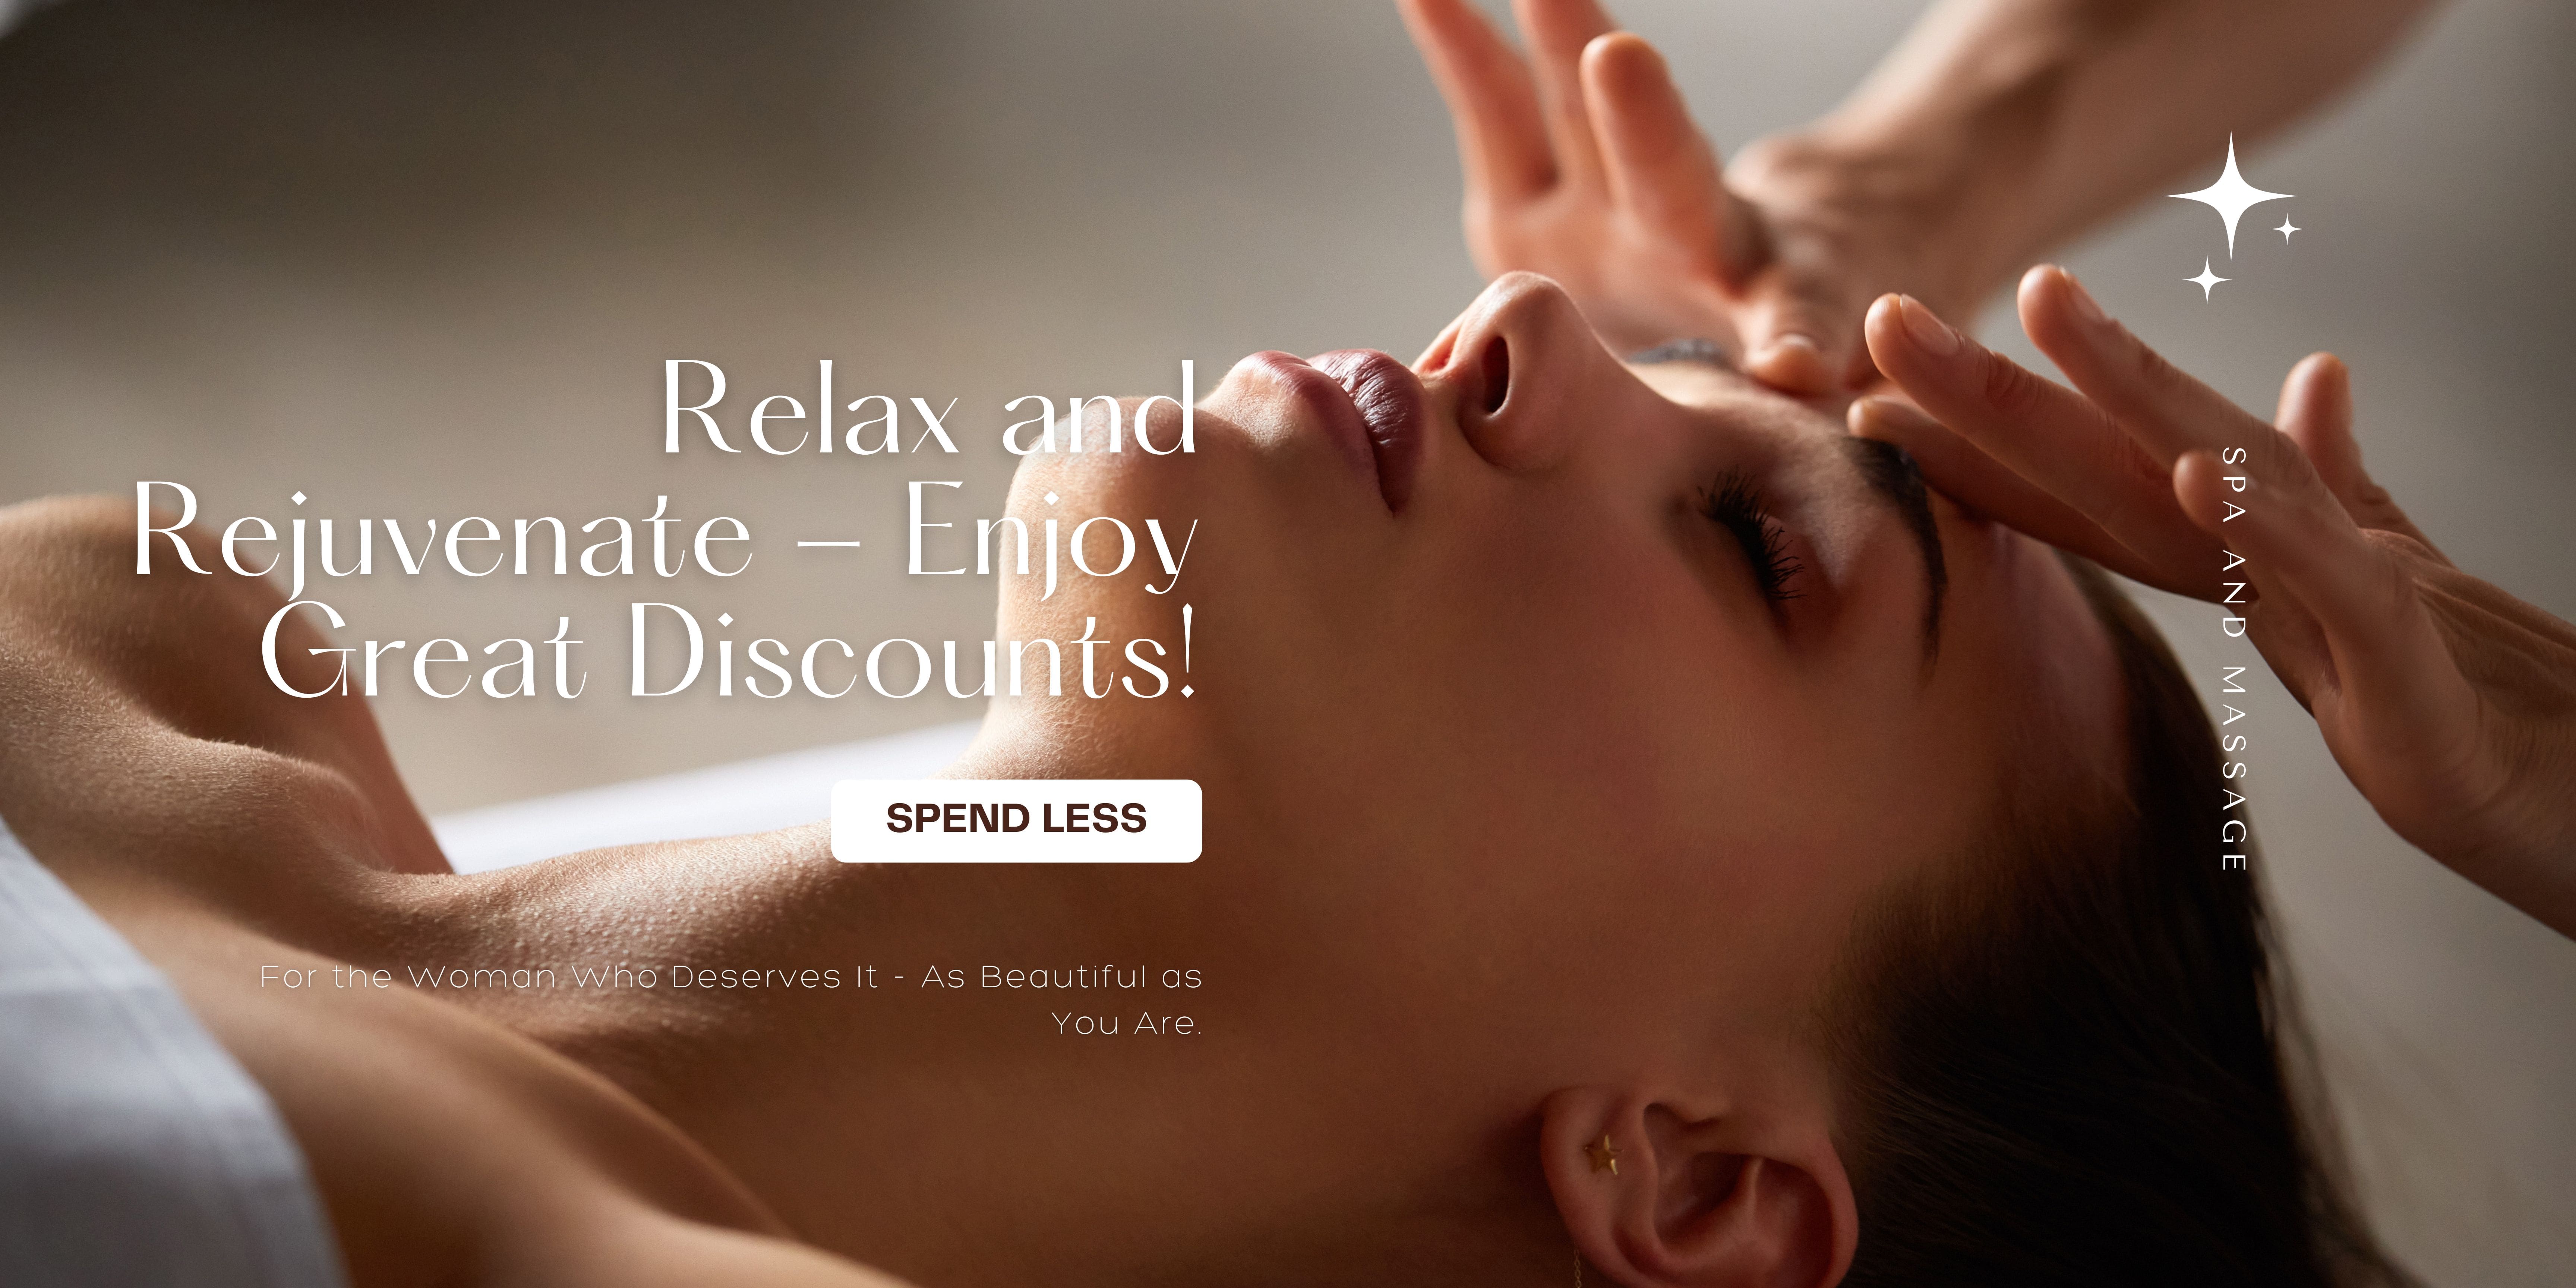 Relax and
Rejuvenate – Enjoy
Great Discounts!
SPEND LESS
For the Woman Who Deserves It - As Beautiful as
You Are.
SPA AND MASSAGE